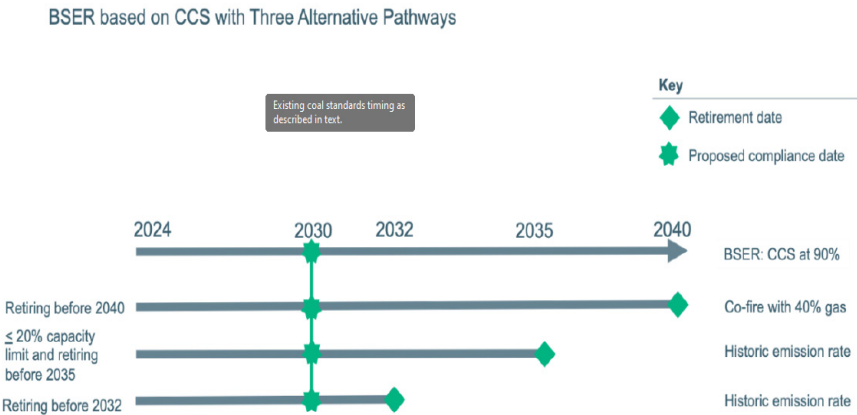 BSER based on CCS with Three Alternative Pathways
Existing coal standards timing as
described in text.
Key
Retirement date
Proposed compliance date
2024 2030 2032 2035 2040
BSER: CCS at 90%
Retiring before 2040 Co-fire with 40% gas
≤ 20% capacity
limit and retiring
before 2035
Historic emission rate
Retiring before 2032 Historic emission rate